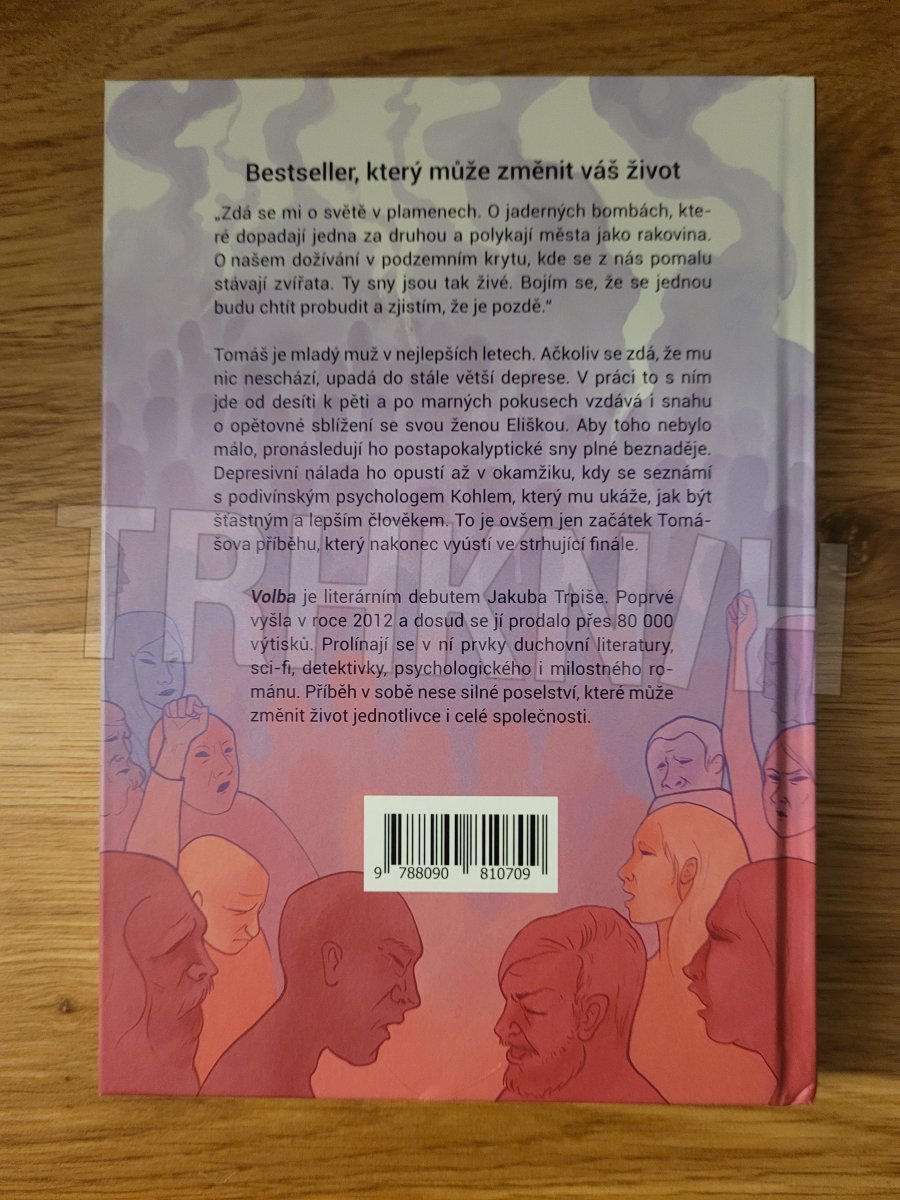 Bestseller, který může změnit váš život
„Zdá se mi o světě v plamenech. O jaderných bombách, kte-
ré dopadají jedna za druhou a polykají města jako rakovina.
O našem dožívání v podzemním krytu, kde se z nás pomalu
stávají zvířata. Ty sny jsou tak živé. Bojím se, že se jednou
budu chtít probudit a zjistím, že je pozdě.“
Tomáš je mladý muž v nejlepších letech. Ačkoliv se zdá, že mu
nic neschází, upadá do stále větší deprese. V práci to s ním
jde od desíti k pěti a po marných pokusech vzdává i snahu
o opětovné sblížení se svou ženou Eliškou. Aby toho nebylo
málo, pronásledují ho postapokalyptické sny plné beznaděje.
Depresivní nálada ho opustí až v okamžiku, kdy se seznámí
s podivínským psychologem Kohlem, který mu ukáže, jak být
šťastným a lepším člověkem. To je ovšem jen začátek Tomá-
šova příběhu, který nakonec vyústí ve strhující finále.
TRHKNIH
Volba je literárním debutem Jakuba Trpiše. Poprvé
vyšla v roce 2012 a dosud se jí prodalo přes 80 000
výtisků. Prolínají se v ní prvky duchovní literatury,
sci-fi, detektivky, psychologického i milostného ro-
mánu. Příběh v sobě nese silné poselství, které může
změnit život jednotlivce i celé společnosti.
9 788090 810709